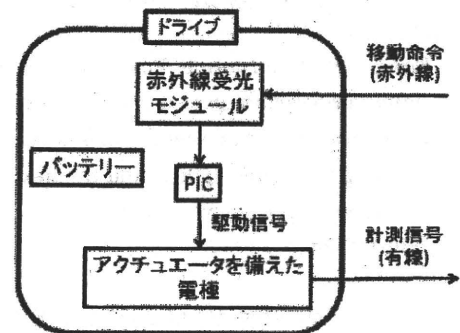 ドライブ
移動命令
(赤外線)
赤外線受光
モジュール
バッテリー
PIC
駆動信号
計測信号
(有線)
アクチュエータを備えた
電極